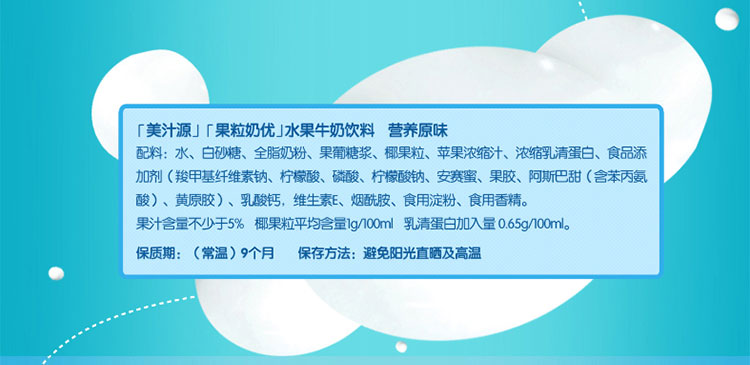 「美汁源」「果粒奶优」水果牛奶饮料 营养原味
配料：水、白砂糖、全脂奶粉、果葡糖浆、椰果粒、苹果浓缩汁、浓缩乳清蛋白、食品添
加剂（羧甲基纤维素钠、柠檬酸、磷酸、柠檬酸钠、安赛蜜、果胶、阿斯巴甜（含苯丙氨
酸）、黄原胶）、乳酸钙，维生素E、烟酰胺、食用淀粉、食用香精。
果汁含量不少于5% 椰果粒平均含量1g/100ml 乳清蛋白加入量 0.65g/100ml。
保质期：（常温）9个月 保存方法：避免阳光直晒及高温